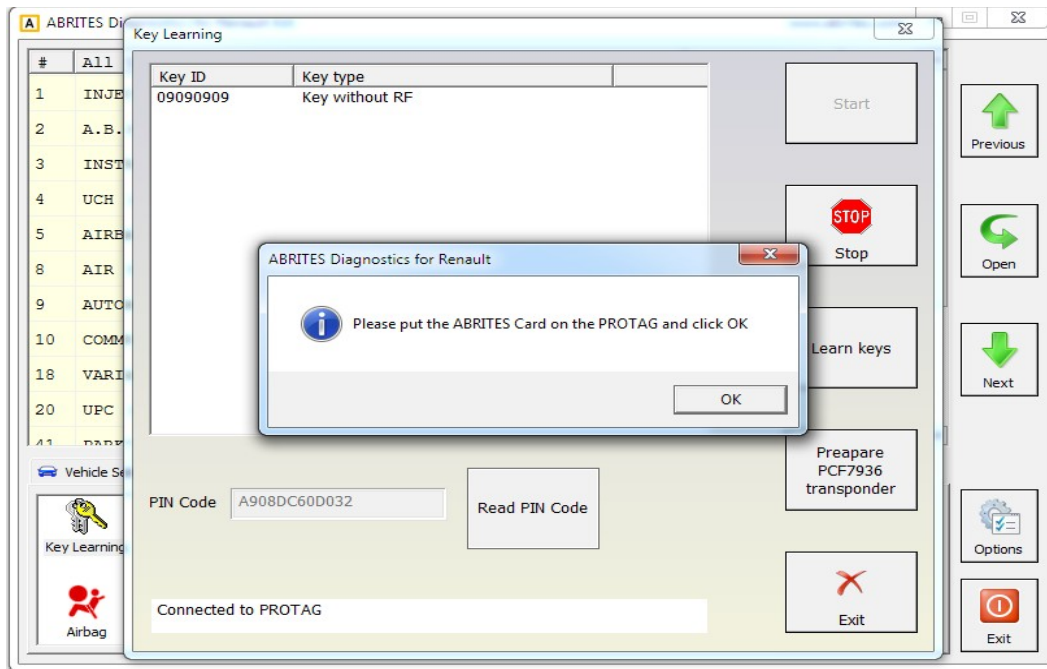 A ABRITES Di
Key Learning
# All
1 INJE
2 A.B.
3 INST
4 UCH
5 AIRB
8 AIR
9 AUTO
10 COMM
18 VARI
20 UPC
41
Vehicle Se
Key Learning
Airbag
Key ID Key type
09090909 Key without RF
Start
STOP
Stop
Learn keys
Preapare
PCF7936
transponder
Exit
ABRITES Diagnostics for Renault
Please put the ABRITES Card on the PROTAG and click OK
OK
PIN Code A908DC60D032
Read PIN Code
Connected to PROTAG
Previous
Open
Next
Options
Exit